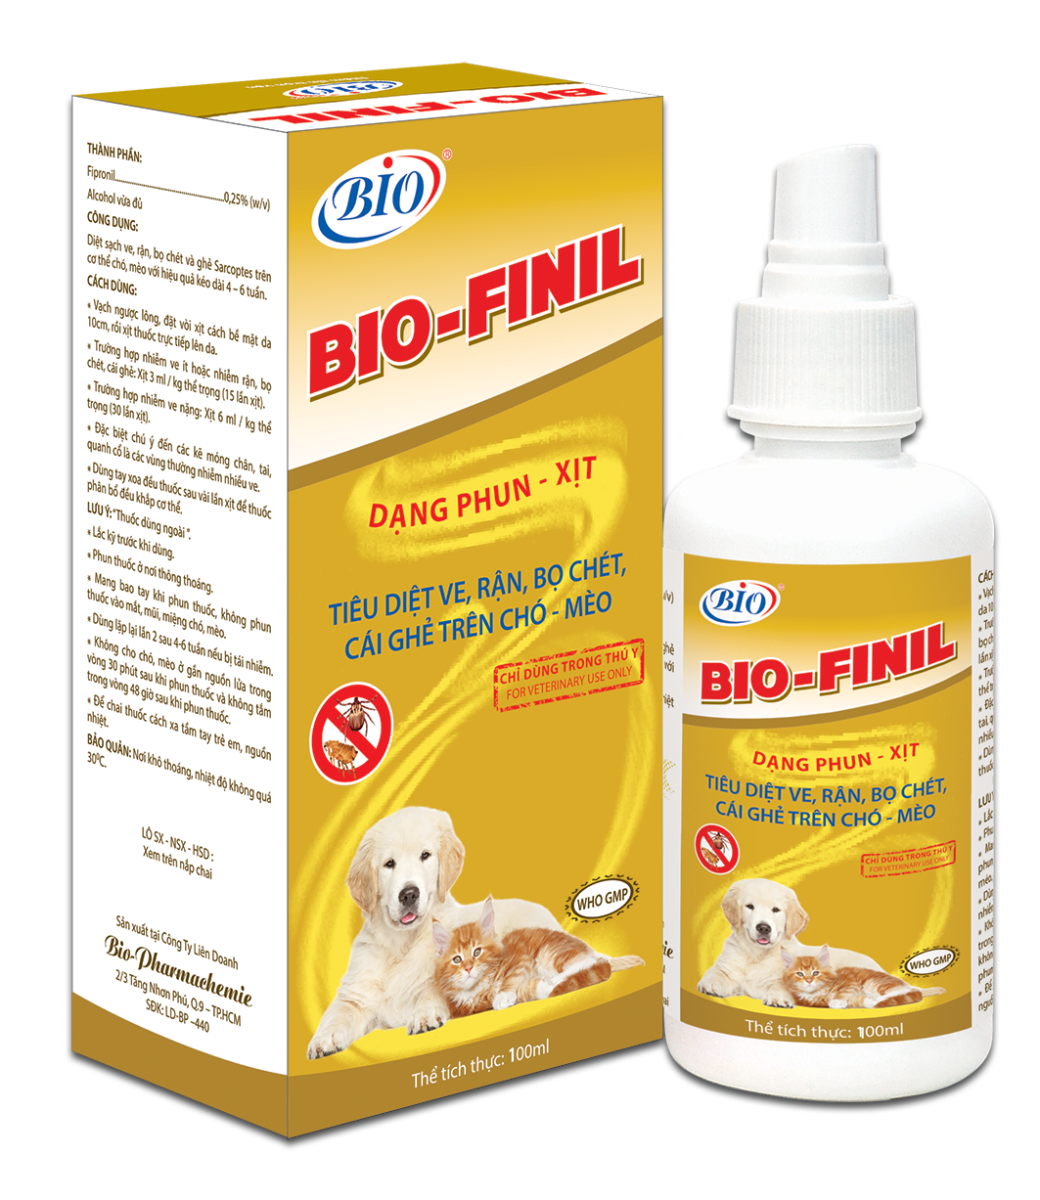 BIO
BIO-FINIL
THÀNH PHẦN:
Fipronil..............................0,25% (w/v)
Alcohol vừa đủ
CÔNG DỤNG:
Diệt sạch ve, rận, bọ chét và ghẻ Sarcoptes trên
cơ thể chó, mèo với hiệu quả kéo dài 4 – 6 tuần.
CÁCH DÙNG:
• Vạch ngược lông, đặt vòi xịt cách bề mặt da
10cm, rồi xịt thuốc trực tiếp lên da.
• Trường hợp nhiễm ve ít hoặc nhiễm rận, bọ
chét, cái ghẻ: Xịt 3 ml / kg thể trọng (15 lần xịt).
• Trường hợp nhiễm ve nặng: Xịt 6 ml / kg thể
trọng (30 lần xịt).
• Đặc biệt chú ý đến các kẽ móng chân, tai,
quanh cổ là các vùng thường nhiễm nhiều ve.
• Dùng tay xoa đều thuốc sau vài lần xịt để thuốc
phân bố đều khắp cơ thể.
LƯU Ý: "Thuốc dùng ngoài".
• Lắc kỹ trước khi dùng.
• Phun thuốc ở nơi thông thoáng.
• Mang bao tay khi phun thuốc, không phun
thuốc vào mắt, mũi, miệng chó, mèo.
• Dùng lặp lại lần 2 sau 4-6 tuần nếu bị tái nhiễm.
• Không cho chó, mèo ở gần nguồn lửa trong
vòng 30 phút sau khi phun thuốc và không tắm
trong vòng 48 giờ sau khi phun thuốc.
• Để chai thuốc cách xa tầm tay trẻ em, nguồn
nhiệt.
BẢO QUẢN: Nơi khô thoáng, nhiệt độ không quá
30⁰C.
LÔ SX - NSX - HSD :
Xem trên nắp chai
Sản xuất tại Công Ty Liên Doanh
Bio-Pharmachemie
2/3 Tăng Nhơn Phú, Q.9 – TP.HCM
SĐK: LD-BP –440
BIO®
BIO-FINIL
DẠNG PHUN - XỊT
TIÊU DIỆT VE, RẬN, BỌ CHÉT,
CÁI GHẺ TRÊN CHÓ - MÈO
CHỈ DÙNG TRONG THÚ Y
FOR VETERINARY USE ONLY
WHO GMP
Thể tích thực: 100ml
BIO®
BIO-FINIL
DẠNG PHUN - XỊT
TIÊU DIỆT VE, RẬN, BỌ CHÉT,
CÁI GHẺ TRÊN CHÓ - MÈO
CHỈ DÙNG TRONG THÚ Y
FOR VETERINARY USE ONLY
WHO GMP
Thể tích thực: 100ml